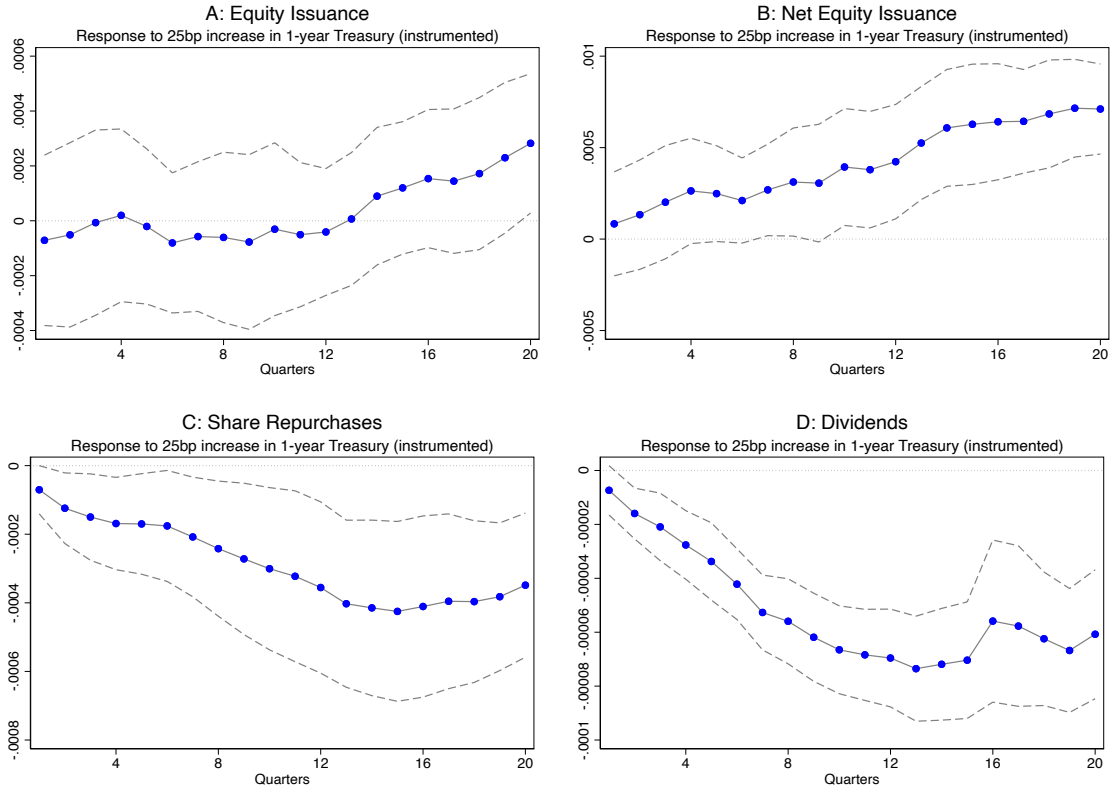 A: Equity Issuance
Response to 25bp increase in 1-year Treasury (instrumented)
.0006
.0004
.0002
0
-.0002
-.0004
4 8 12 16 20
Quarters
B: Net Equity Issuance
Response to 25bp increase in 1-year Treasury (instrumented)
.001
.0005
0
-.0005
4 8 12 16 20
Quarters
C: Share Repurchases
Response to 25bp increase in 1-year Treasury (instrumented)
0
-.0002
-.0004
-.0006
-.0008
4 8 12 16 20
Quarters
D: Dividends
Response to 25bp increase in 1-year Treasury (instrumented)
0
-.00002
-.00004
-.00006
-.00008
-.0001
4 8 12 16 20
Quarters